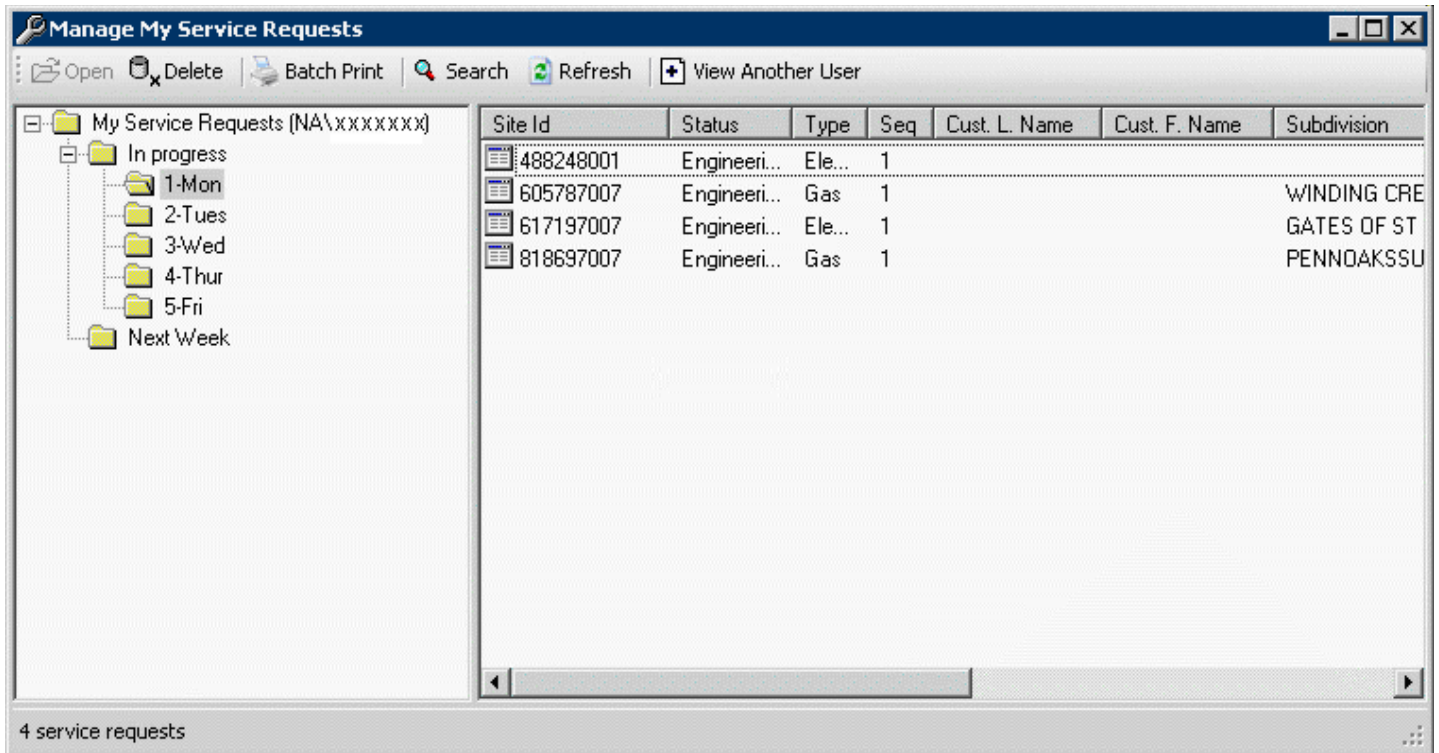 Manage My Service Requests
Open Delete Batch Print Search Refresh View Another User
My Service Requests (NA\xxxxxxx)
In progress
1-Mon
2-Tues
3-Wed
4-Thur
5-Fri
Next Week
Site Id Status Type Seq Cust. L. Name Cust. F. Name Subdivision
488248001 Engineeri... Ele... 1
605787007 Engineeri... Gas 1 WINDING CRE
617197007 Engineeri... Ele... 1 GATES OF ST
818697007 Engineeri... Gas 1 PENNOAKSSU
4 service requests